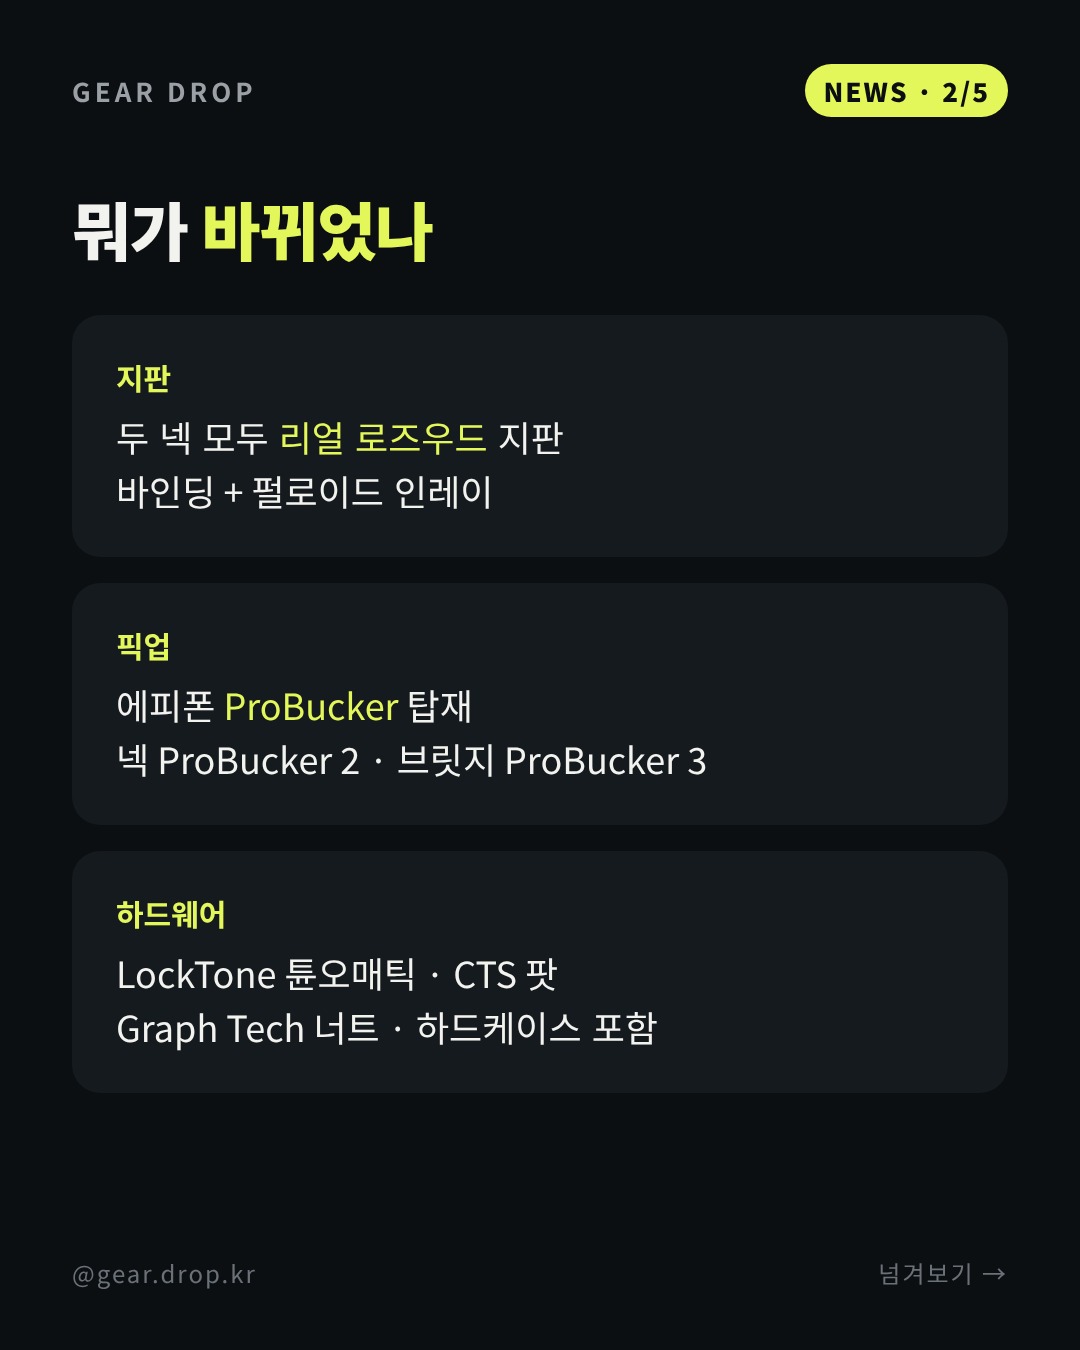 GEAR DROP
NEWS · 2/5
뭐가 바뀌었나
지판
두 넥 모두 리얼 로즈우드 지판
바인딩 + 펄로이드 인레이
픽업
에피폰 ProBucker 탑재
넥 ProBucker 2 · 브릿지 ProBucker 3
하드웨어
LockTone 튠오매틱 · CTS 팟
Graph Tech 너트 · 하드케이스 포함
@gear.drop.kr
넘겨보기 →